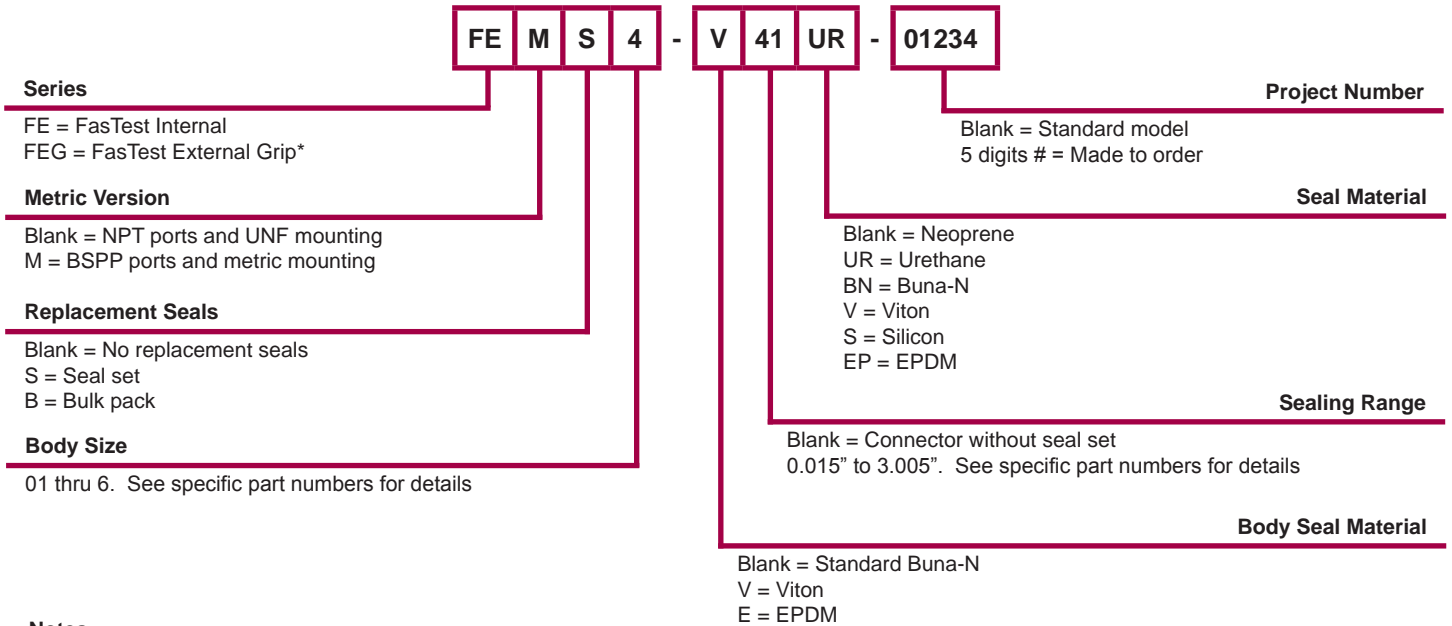 FE M S 4 - V 41 UR - 01234
Series
FE = FasTest Internal
FEG = FasTest External Grip*
Metric Version
Blank = NPT ports and UNF mounting
M = BSPP ports and metric mounting
Replacement Seals
Blank = No replacement seals
S = Seal set
B = Bulk pack
Body Size
01 thru 6. See specific part numbers for details
Project Number
Blank = Standard model
5 digits # = Made to order
Seal Material
Blank = Neoprene
UR = Urethane
BN = Buna-N
V = Viton
S = Silicon
EP = EPDM
Sealing Range
Blank = Connector without seal set
0.015” to 3.005”. See specific part numbers for details
Body Seal Material
Blank = Standard Buna-N
V = Viton
E = EPDM